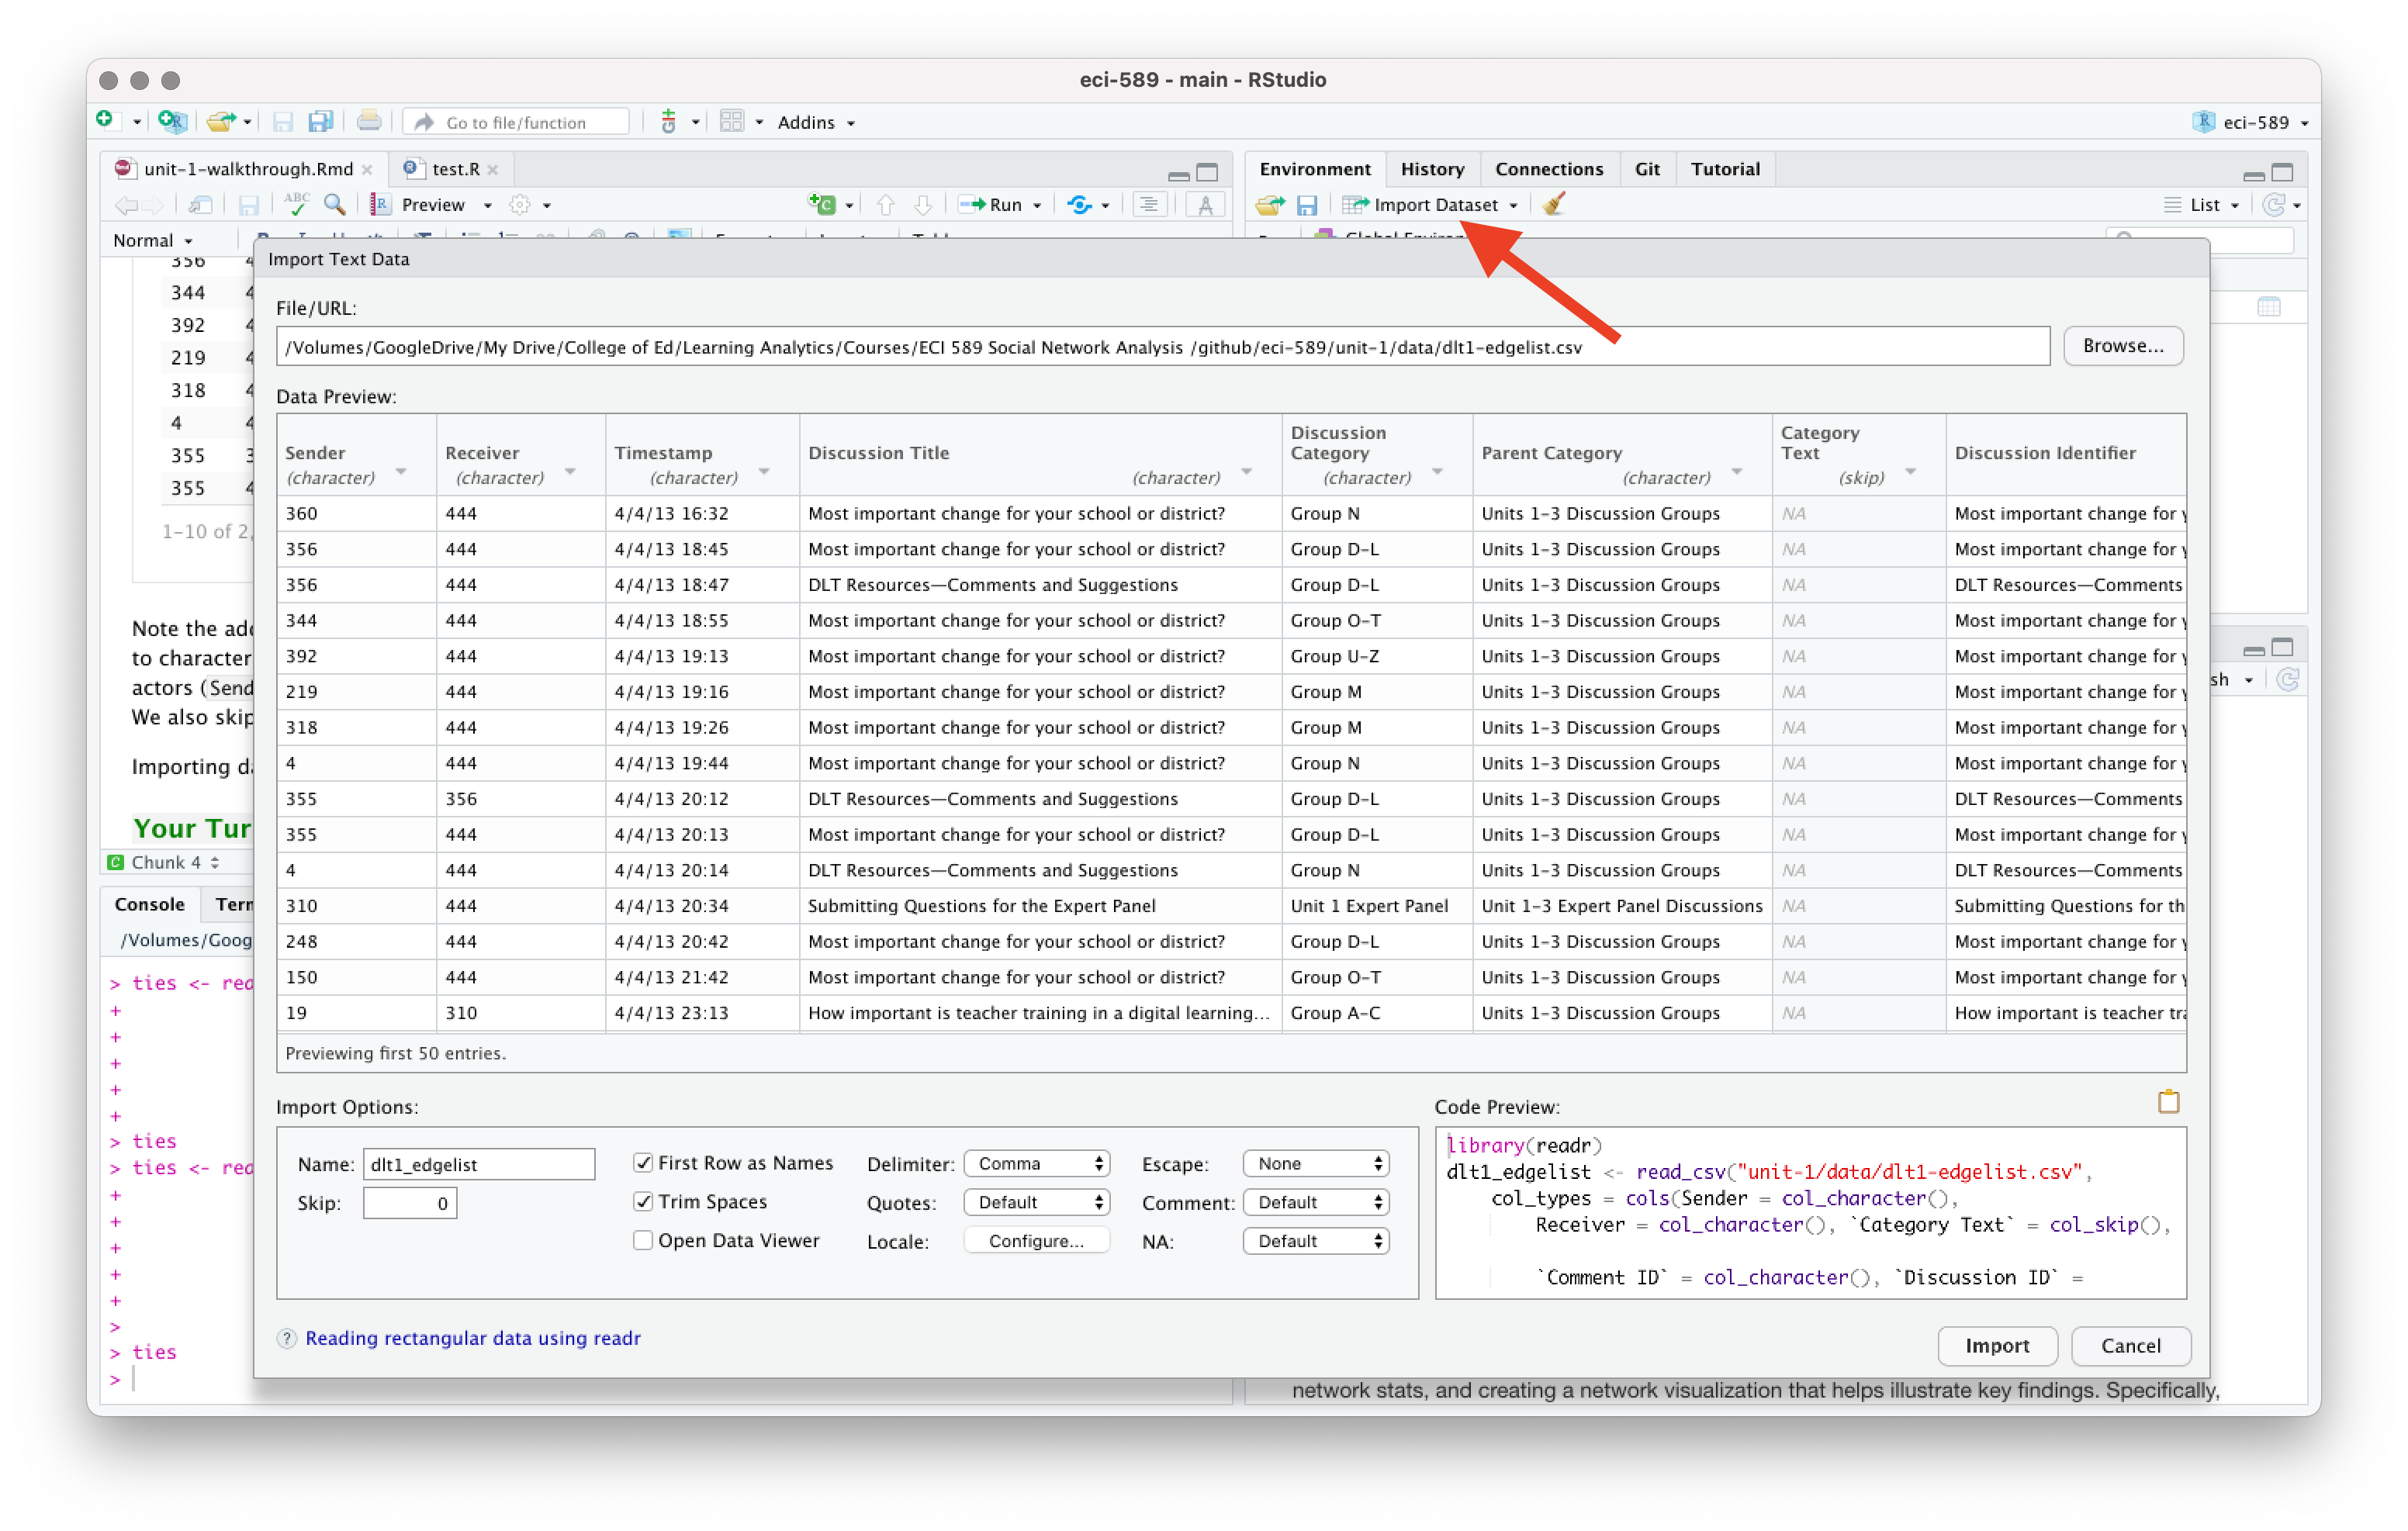 eci-589 - main - RStudio
Go to file/function
Addins
eci-589
unit-1-walkthrough.Rmd
test.R
Environment
History
Connections
Git
Tutorial
ABC
Preview
Run
Import Dataset
List
Normal
Import Text Data
356
344
392
219
318
4
355
355
1-10 of 2,
Note the
to character
actors (
We also
Importing
Chunk 4
Console
> ties <-
+
+
+
+
+
> ties
> ties <-
+
+
+
+
+
>
> ties
>
File/URL:
/Volumes/GoogleDrive/My Drive/College of Ed/Learning Analytics/Courses/ECI 589 Social Network Analysis /github/eci-589/unit-1/data/dlt1-edgelist.csv
Browse...
Data Preview:
Sender (character) Receiver (character) Timestamp (character) Discussion Title (character) Discussion Category (character) Parent Category (character) Category Text (skip) Discussion Identifier
360 444 4/4/13 16:32 Most important change for your school or district? Group N Units 1-3 Discussion Groups NA Most important change for
356 444 4/4/13 18:45 Most important change for your school or district? Group D-L Units 1-3 Discussion Groups NA Most important change for
356 444 4/4/13 18:47 DLT Resources—Comments and Suggestions Group D-L Units 1-3 Discussion Groups NA DLT Resources—Comments
344 444 4/4/13 18:55 Most important change for your school or district? Group O-T Units 1-3 Discussion Groups NA Most important change for
392 444 4/4/13 19:13 Most important change for your school or district? Group U-Z Units 1-3 Discussion Groups NA Most important change for
219 444 4/4/13 19:16 Most important change for your school or district? Group M Units 1-3 Discussion Groups NA Most important change for
318 444 4/4/13 19:26 Most important change for your school or district? Group M Units 1-3 Discussion Groups NA Most important change for
4 444 4/4/13 19:44 Most important change for your school or district? Group N Units 1-3 Discussion Groups NA Most important change for
355 356 4/4/13 20:12 DLT Resources—Comments and Suggestions Group D-L Units 1-3 Discussion Groups NA DLT Resources—Comments
355 444 4/4/13 20:13 Most important change for your school or district? Group D-L Units 1-3 Discussion Groups NA Most important change for
4 444 4/4/13 20:14 DLT Resources—Comments and Suggestions Group N Units 1-3 Discussion Groups NA DLT Resources—Comments
310 444 4/4/13 20:34 Submitting Questions for the Expert Panel Unit 1 Expert Panel Unit 1-3 Expert Panel Discussions NA Submitting Questions for th
248 444 4/4/13 20:42 Most important change for your school or district? Group D-L Units 1-3 Discussion Groups NA Most important change for
150 444 4/4/13 21:42 Most important change for your school or district? Group O-T Units 1-3 Discussion Groups NA Most important change for
19 310 4/4/13 23:13 How important is teacher training in a digital learning... Group A-C Units 1-3 Discussion Groups NA How important is teacher tra
Previewing first 50 entries.
Import Options:
Name: dlt1_edgelist
Skip: 0
First Row as Names
Trim Spaces
Open Data Viewer
Delimiter: Comma
Quotes: Default
Locale: Configure...
Escape: None
Comment: Default
NA: Default
Code Preview:
library(readr)
dlt1_edgelist <- read_csv("unit-1/data/dlt1-edgelist.csv",
col_types = cols(Sender = col_character(),
Receiver = col_character(), `Category Text` = col_skip(),
`Comment ID` = col_character(), `Discussion ID` =
? Reading rectangular data using readr
Import
Cancel
network stats, and creating a network visualization that helps illustrate key findings. Specifically,